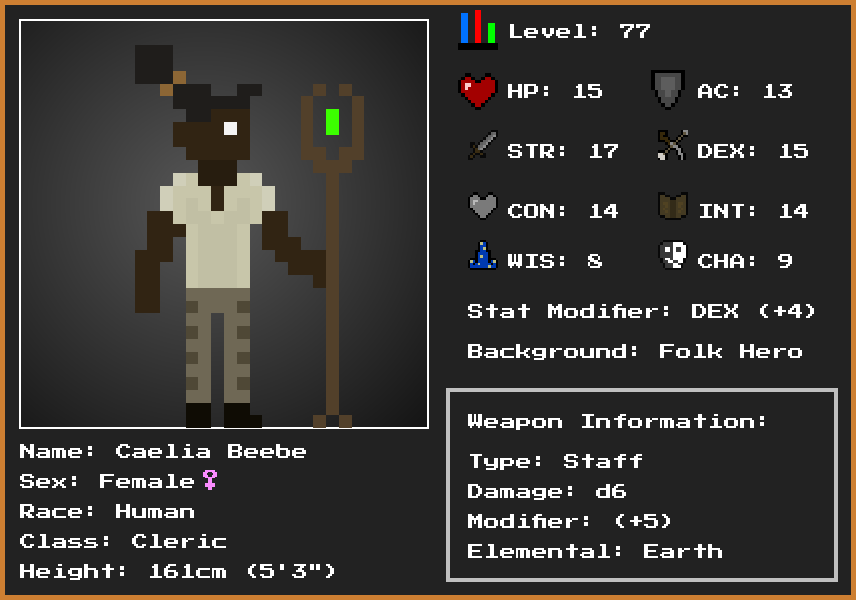 Level: 77
HP: 15 AC: 13
STR: 17 DEX: 15
CON: 14 INT: 14
WIS: 8 CHA: 9
Stat Modifier: DEX (+4)
Background: Folk Hero
Weapon Information:
Type: Staff
Damage: d6
Modifier: (+5)
Elemental: Earth
Name: Caelia Beebe
Sex: Female♀
Race: Human
Class: Cleric
Height: 161cm (5'3")